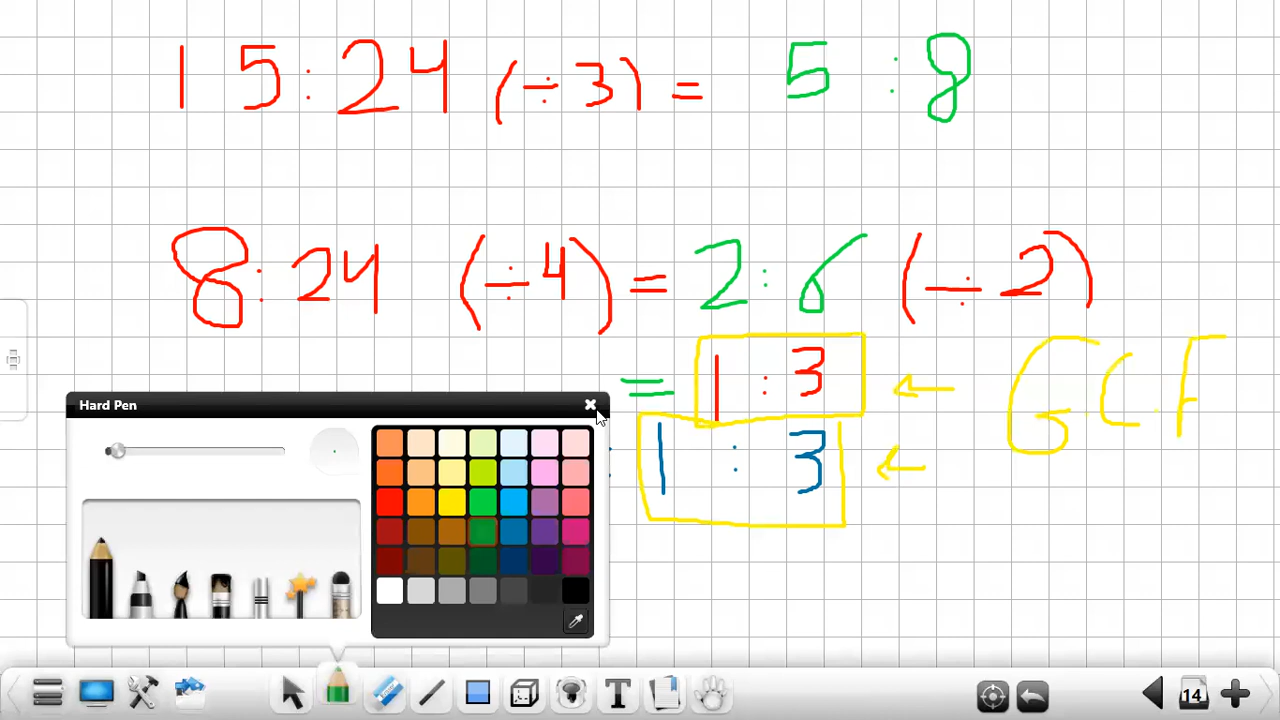 15:24 (÷3) = 5:8
8:24 (÷4) = 2:6 (÷2)
= 1:3 ← GCF
1:3 ←
Hard Pen
T
14